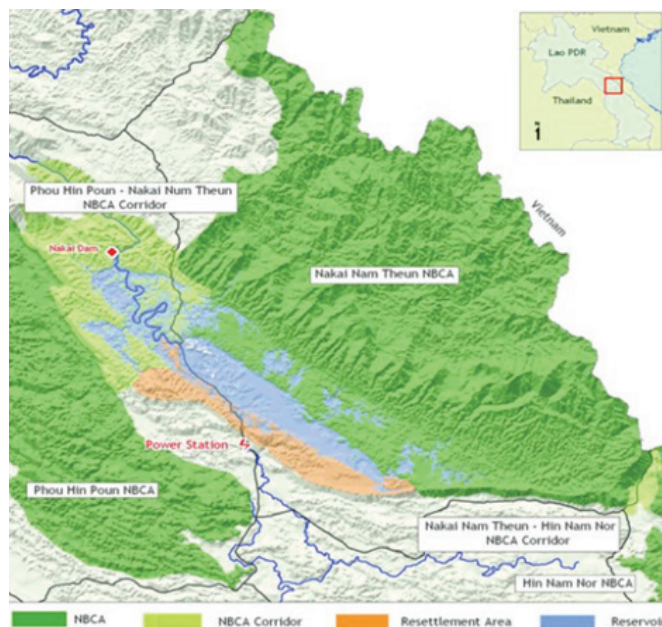 Vietnam
Lao PDR
Thailand
N
1
Phou Hin Poun - Nakai Num Theun
NBCA Corridor
Vietnam
Nakai Dam
Nakai Nam Theun NBCA
Power Station
Phou Hin Poun NBCA
Nakai Nam Theun - Hin Nam Nor
NBCA Corridor
Hin Nam Nor NBCA
NBCA
NBCA Corridor
Resettlement Area
Reservoi